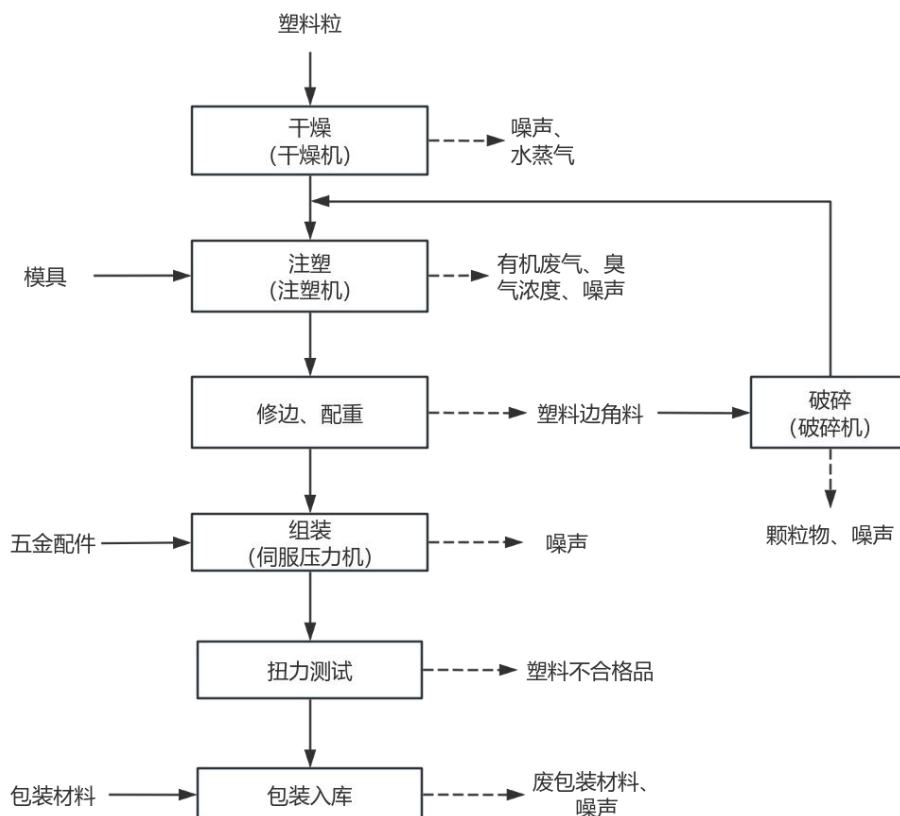 塑料粒
干燥
(干燥机)
噪声、
水蒸气
模具
注塑
(注塑机)
有机废气、臭
气浓度、噪声
修边、配重
塑料边角料
破碎
(破碎机)
颗粒物、噪声
五金配件
组装
(伺服压力机)
噪声
扭力测试
塑料不合格品
包装材料
包装入库
废包装材料、
噪声